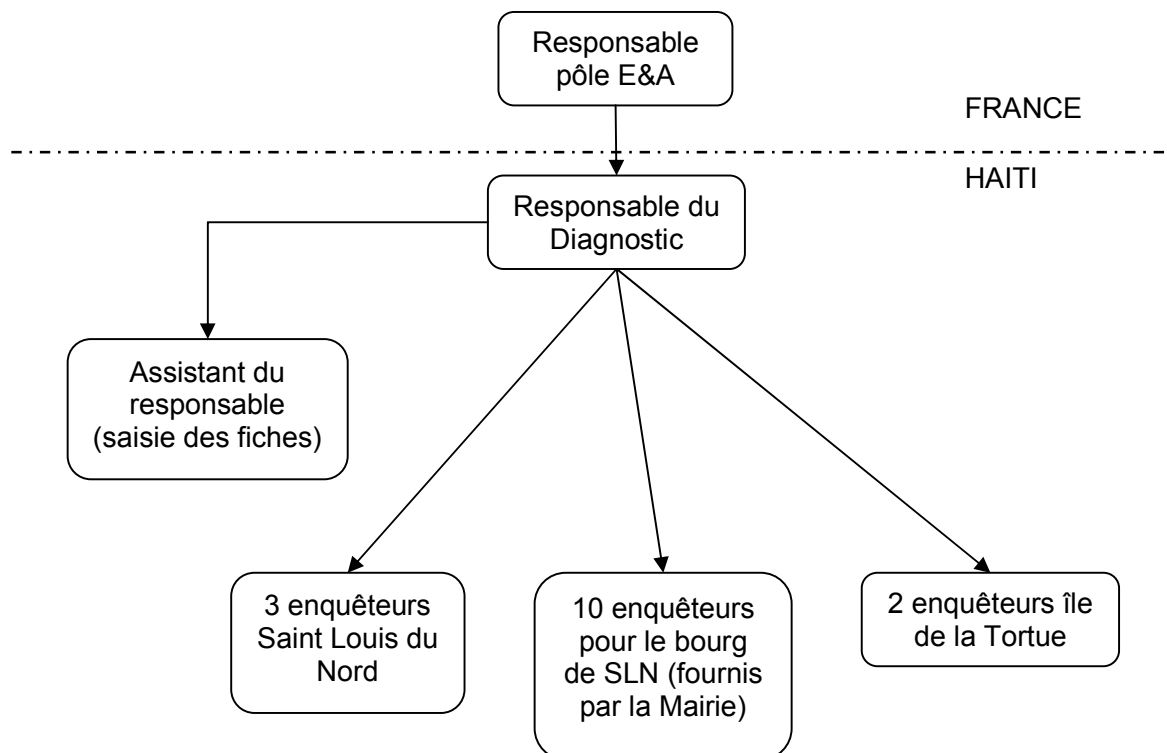 Responsable
pôle E&A
FRANCE
HAITI
Responsable du
Diagnostic
Assistant du
responsable
(saisie des fiches)
3 enquêteurs
Saint Louis du
Nord
10 enquêteurs
pour le bourg
de SLN (fournis
par la Mairie)
2 enquêteurs île
de la Tortue